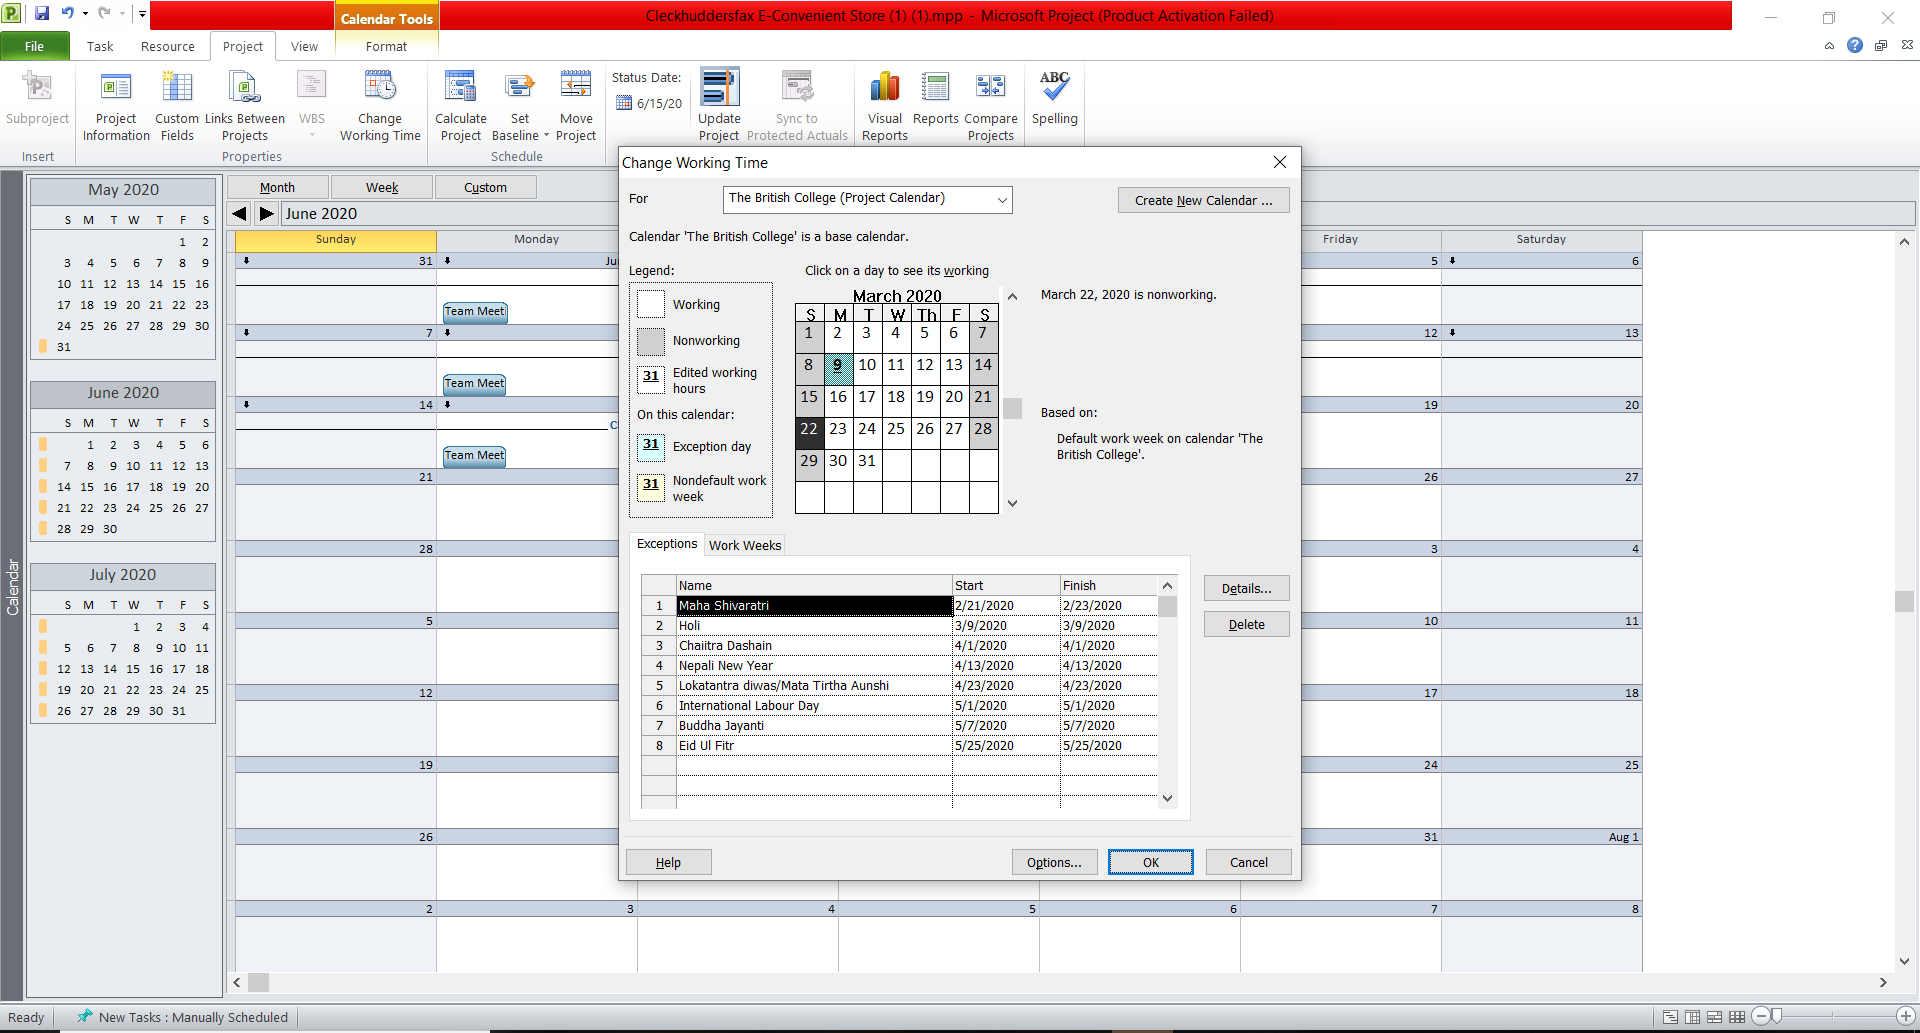 Calendar Tools
Cleckhuddersfax E-Convenient Store (1) (1).mpp - Microsoft Project (Product Activation Failed)
File Task Resource Project View Format
Subproject
Project Information
Custom Fields
Links Between Projects
WBS
Change Working Time
Calculate Project
Set Baseline
Move Project
Status Date:
6/15/20
Update Project
Sync to Protected Actuals
Visual Reports
Reports
Compare Projects
ABC
Spelling
Insert Properties Schedule
Calendar
May 2020
S M T W T F S
1 2
3 4 5 6 7 8 9
10 11 12 13 14 15 16
17 18 19 20 21 22 23
24 25 26 27 28 29 30
31
June 2020
S M T W T F S
1 2 3 4 5 6
7 8 9 10 11 12 13
14 15 16 17 18 19 20
21 22 23 24 25 26 27
28 29 30
July 2020
S M T W T F S
1 2 3 4
5 6 7 8 9 10 11
12 13 14 15 16 17 18
19 20 21 22 23 24 25
26 27 28 29 30 31
Month Week Custom
June 2020
Sunday Monday Friday Saturday
31 Ju 5 6
Team Meet
7 12 13
Team Meet
14 19 20
C
Team Meet
21 26 27
28 3 4
5 10 11
12 17 18
19 24 25
26 31 Aug 1
2 3 4 5 6 7 8
Change Working Time
For The British College (Project Calendar) Create New Calendar ...
Calendar 'The British College' is a base calendar.
Legend:
Working
Nonworking
31 Edited working hours
On this calendar:
31 Exception day
31 Nondefault work week
Click on a day to see its working
March 2020
S M T W Th F S
1 2 3 4 5 6 7
8 9 10 11 12 13 14
15 16 17 18 19 20 21
22 23 24 25 26 27 28
29 30 31
March 22, 2020 is nonworking.
Based on:
Default work week on calendar 'The
British College'.
Exceptions Work Weeks
Name Start Finish
1 Maha Shivaratri 2/21/2020 2/23/2020
2 Holi 3/9/2020 3/9/2020
3 Chaiitra Dashain 4/1/2020 4/1/2020
4 Nepali New Year 4/13/2020 4/13/2020
5 Lokatantra diwas/Mata Tirtha Aunshi 4/23/2020 4/23/2020
6 International Labour Day 5/1/2020 5/1/2020
7 Buddha Jayanti 5/7/2020 5/7/2020
8 Eid Ul Fitr 5/25/2020 5/25/2020
Details...
Delete
Help Options... OK Cancel
Ready New Tasks : Manually Scheduled